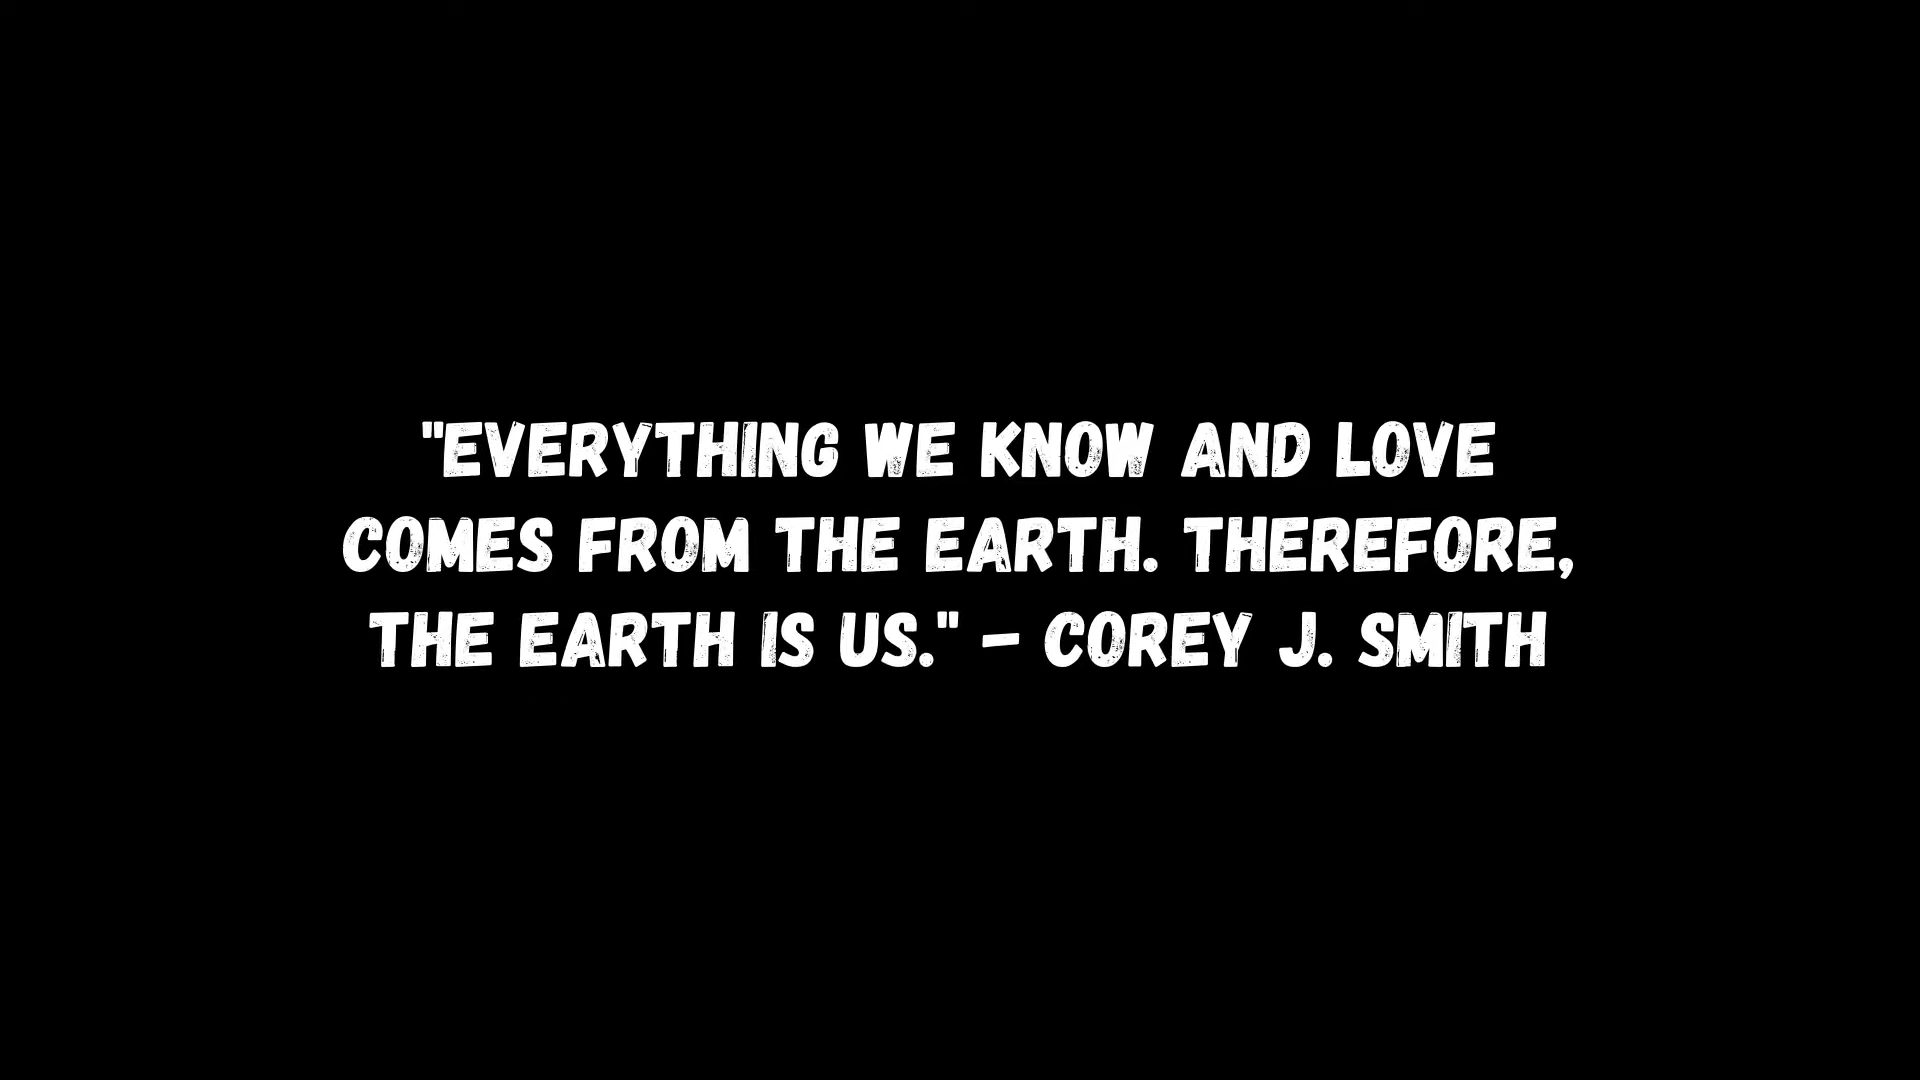 "EVERYTHING WE KNOW AND LOVE
COMES FROM THE EARTH. THEREFORE,
THE EARTH IS US." - COREY J. SMITH